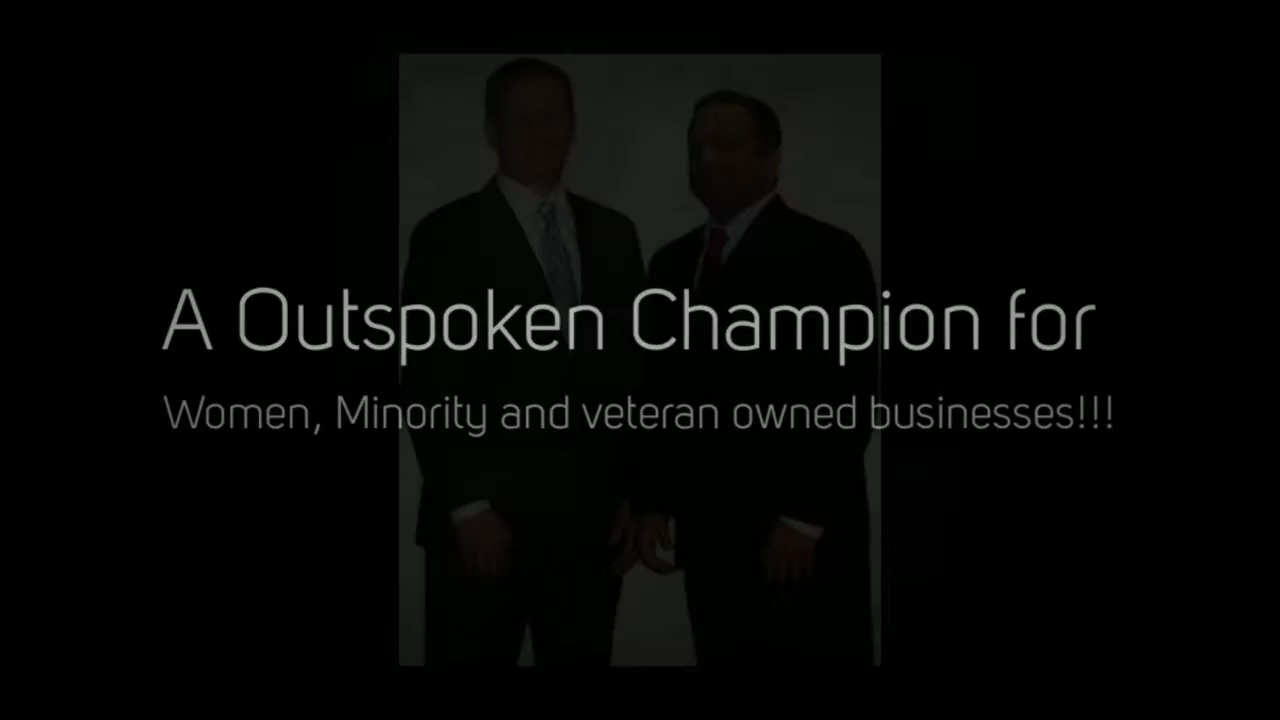 A Outspoken Champion for
Women, Minority and veteran owned businesses!!!